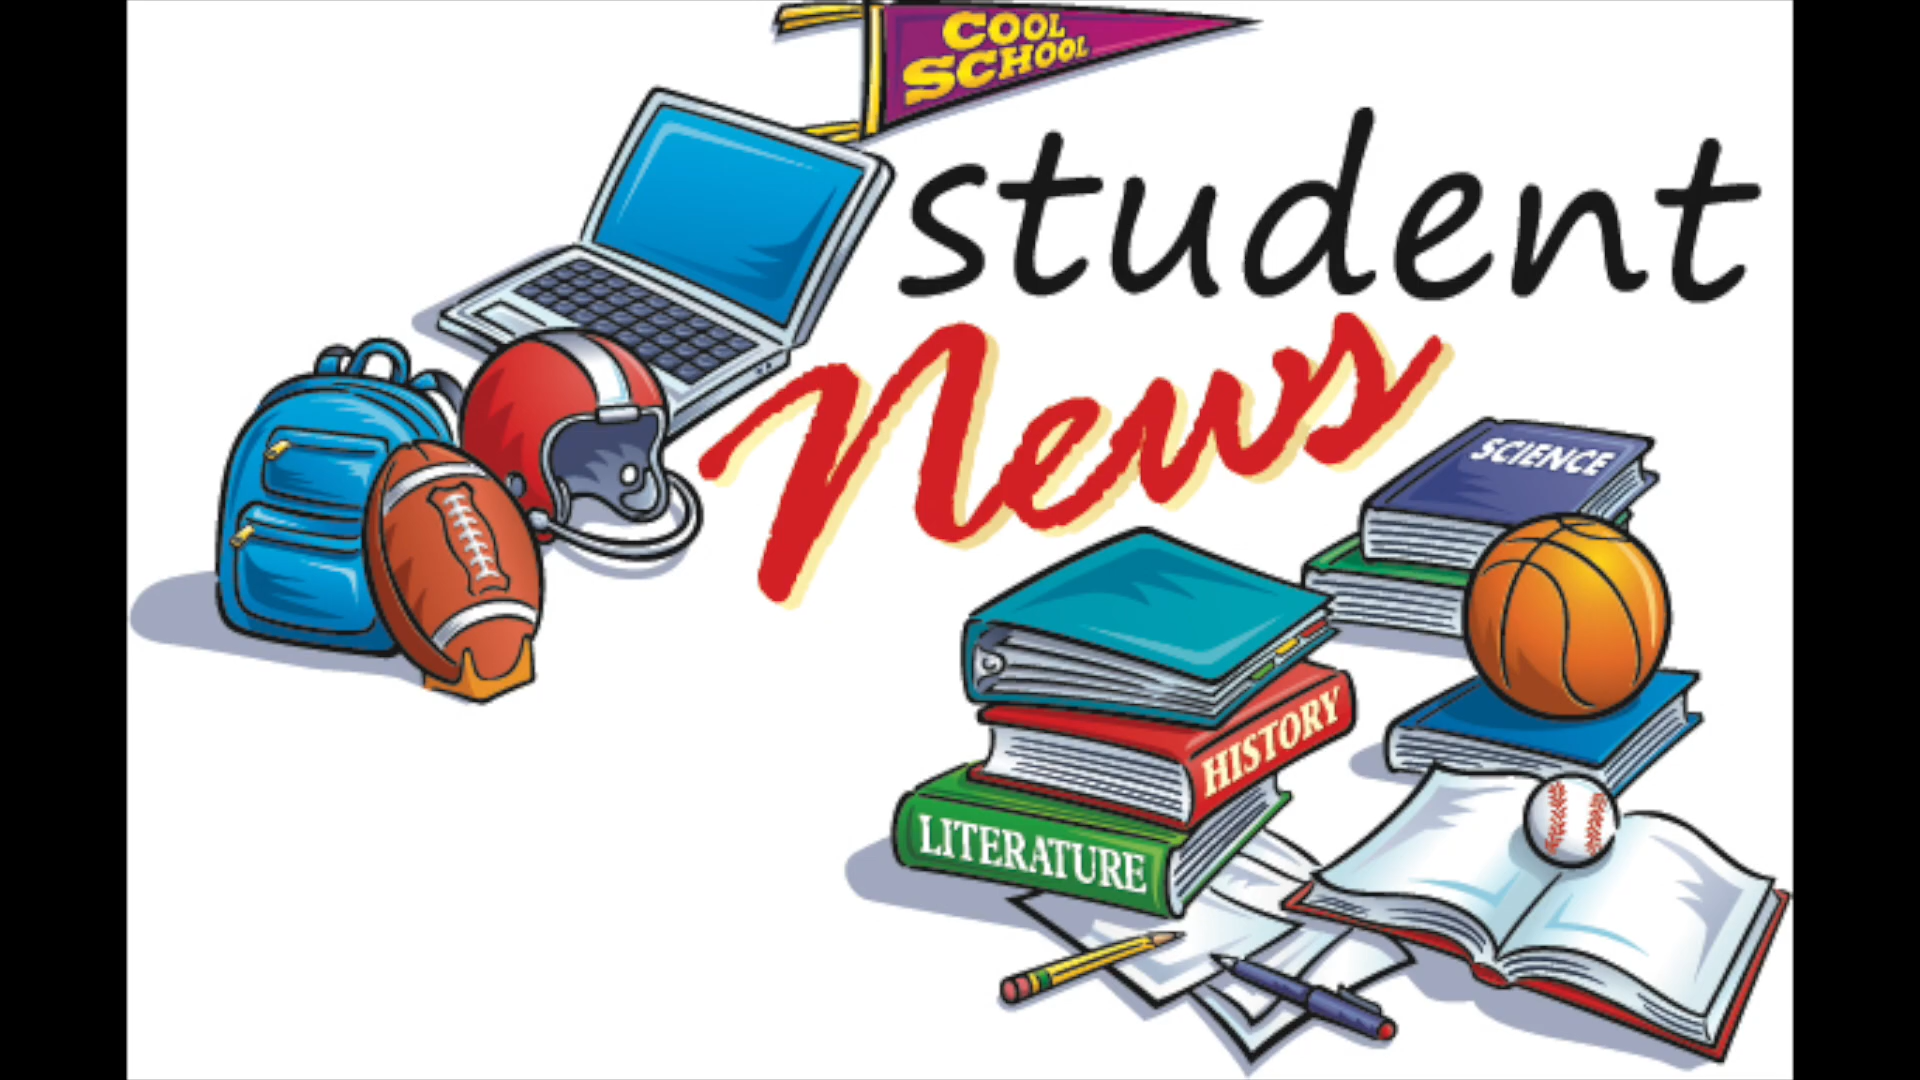 COOL
SCHOOL
student
News
SCIENCE
HISTORY
LITERATURE